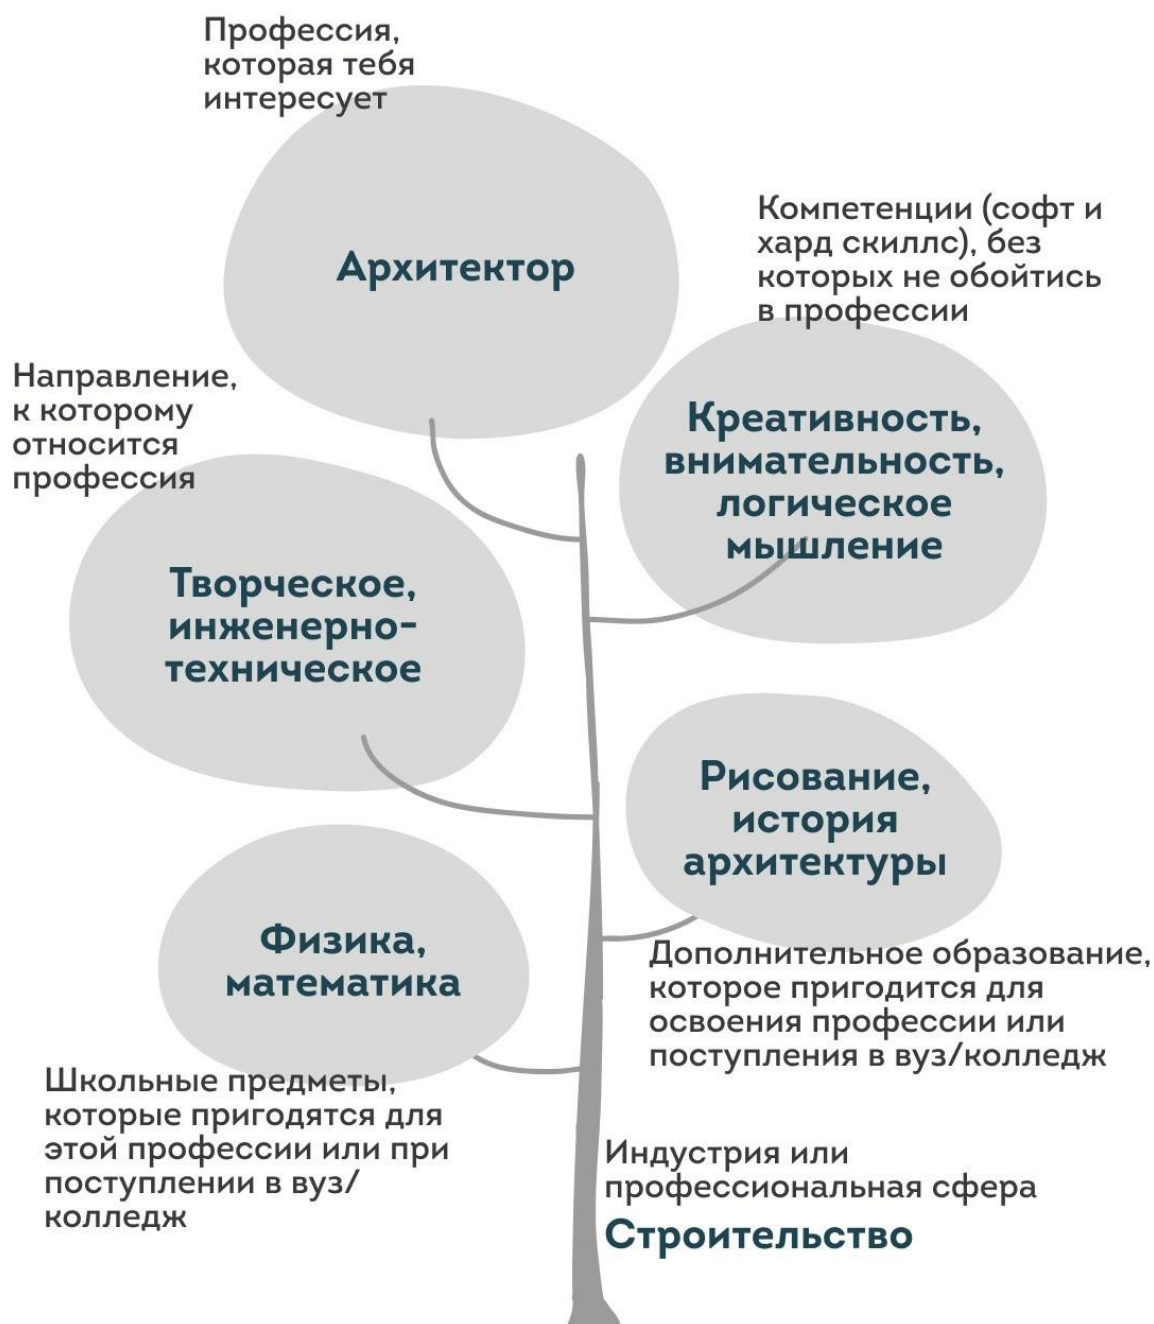 Профессия,
которая тебя
интересует
Архитектор
Компетенции (софт и
хард скиллс), без
которых не обойтись
в профессии
Креативность,
внимательность,
логическое
мышление
Направление,
к которому
относится
профессия
Творческое,
инженерно-
техническое
Рисование,
история
архитектуры
Дополнительное образование,
которое пригодится для
освоения профессии или
поступления в вуз/колледж
Физика,
математика
Школьные предметы,
которые пригодятся для
этой профессии или при
поступлении в вуз/
колледж
Индустрия или
профессиональная сфера
Строительство